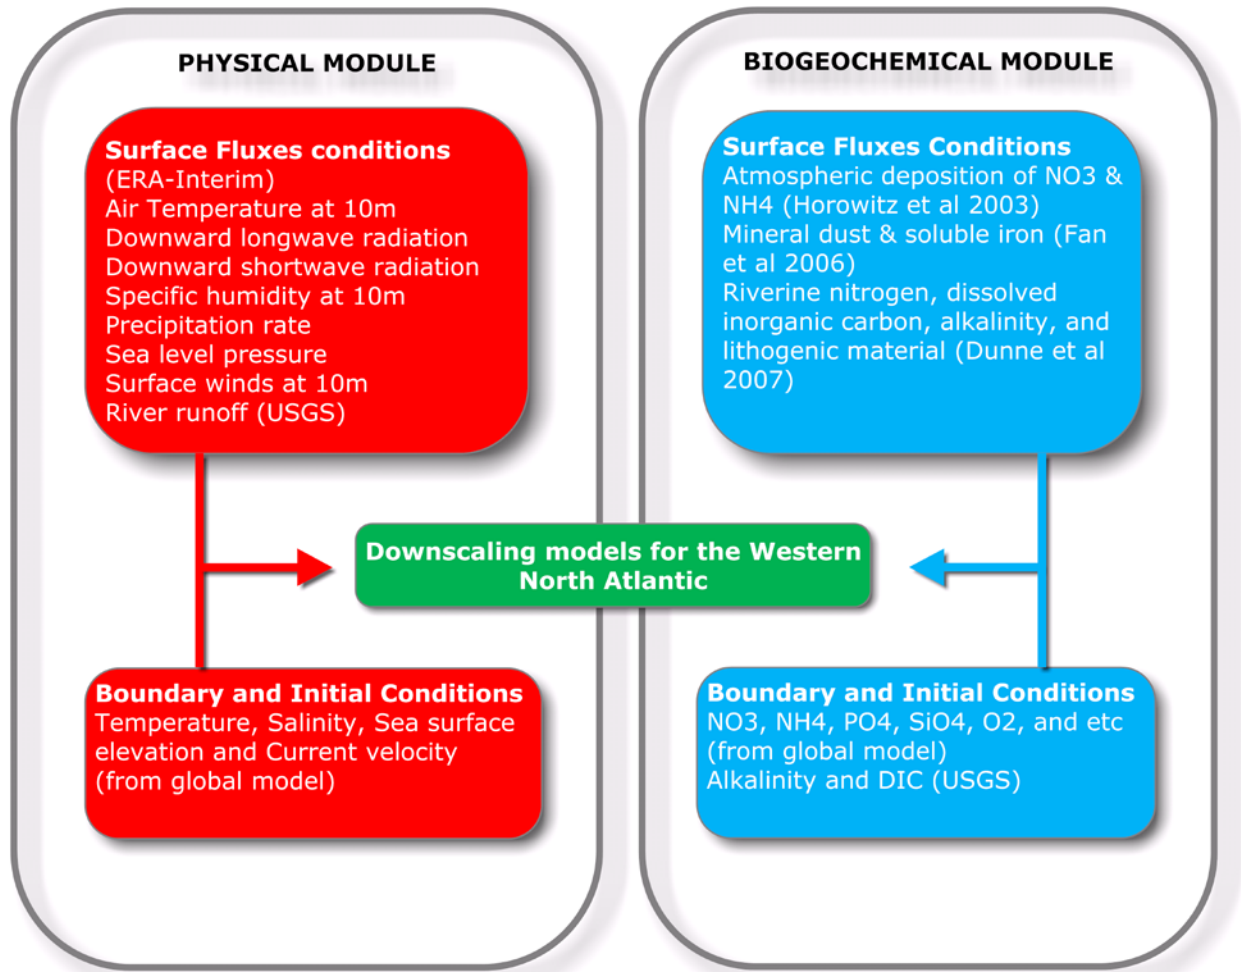 PHYSICAL MODULE
Surface Fluxes conditions
(ERA-Interim)
Air Temperature at 10m
Downward longwave radiation
Downward shortwave radiation
Specific humidity at 10m
Precipitation rate
Sea level pressure
Surface winds at 10m
River runoff (USGS)
BIOGEOCHEMICAL MODULE
Surface Fluxes Conditions
Atmospheric deposition of NO3 &
NH4 (Horowitz et al 2003)
Mineral dust & soluble iron (Fan
et al 2006)
Riverine nitrogen, dissolved
inorganic carbon, alkalinity, and
lithogenic material (Dunne et al
2007)
Downscaling models for the Western
North Atlantic
Boundary and Initial Conditions
Temperature, Salinity, Sea surface
elevation and Current velocity
(from global model)
Boundary and Initial Conditions
NO3, NH4, PO4, SiO4, O2, and etc
(from global model)
Alkalinity and DIC (USGS)